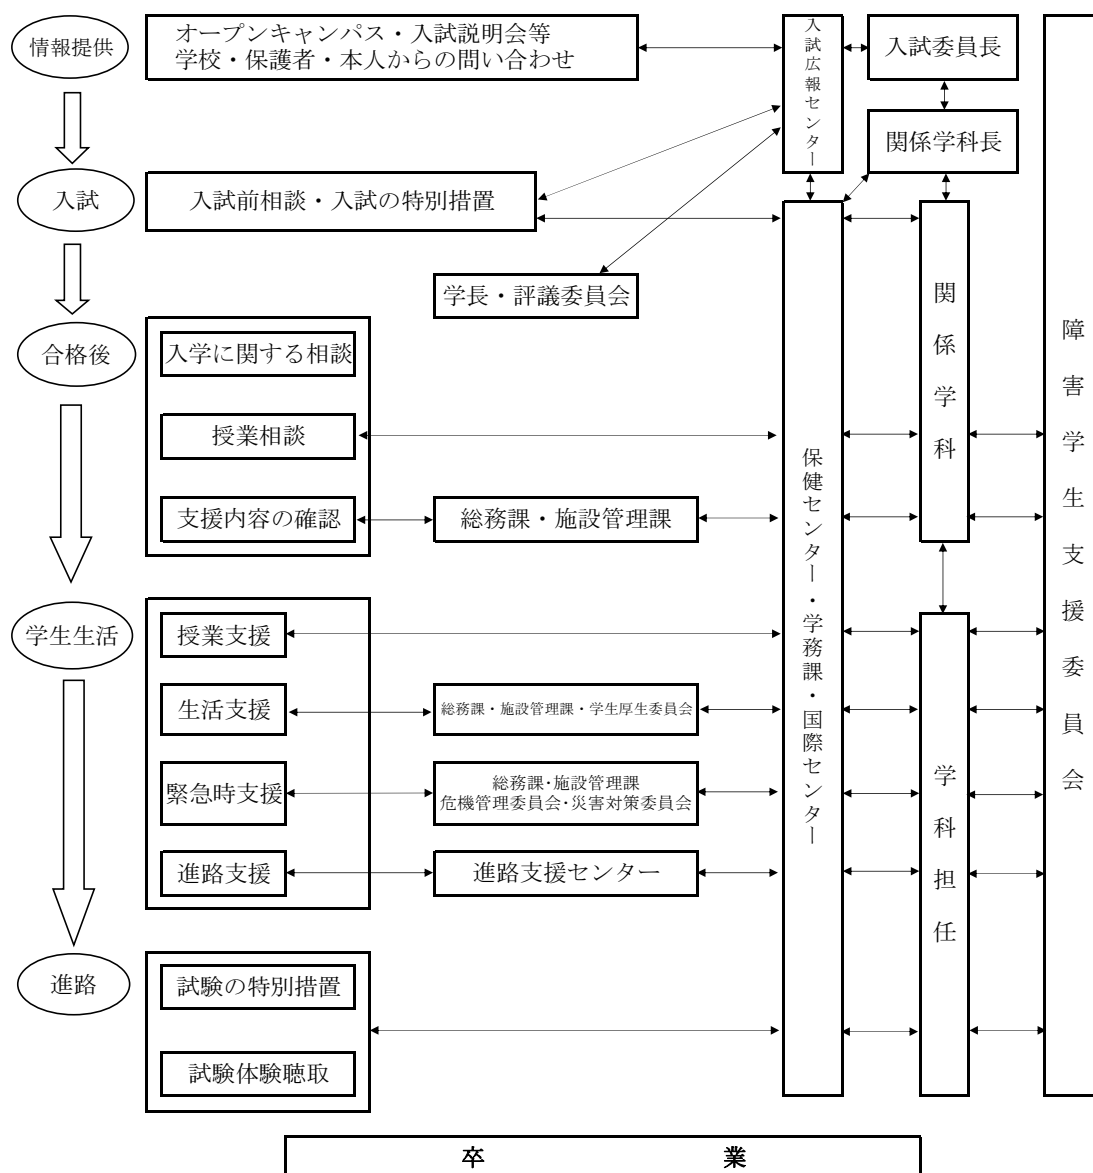 情報提供
オープンキャンパス・入試説明会等
学校・保護者・本人からの問い合わせ
入試広報センター
入試委員長
関係学科長
入試
入試前相談・入試の特別措置
学長・評議委員会
合格後
入学に関する相談
授業相談
支援内容の確認
総務課・施設管理課
関係学科
保健センター・学務課・国際センター
障害学生支援委員会
学生生活
授業支援
生活支援
総務課・施設管理課・学生厚生委員会
緊急時支援
総務課・施設管理課
危機管理委員会・災害対策委員会
進路支援
進路支援センター
学科担任
進路
試験の特別措置
試験体験聴取
卒 業